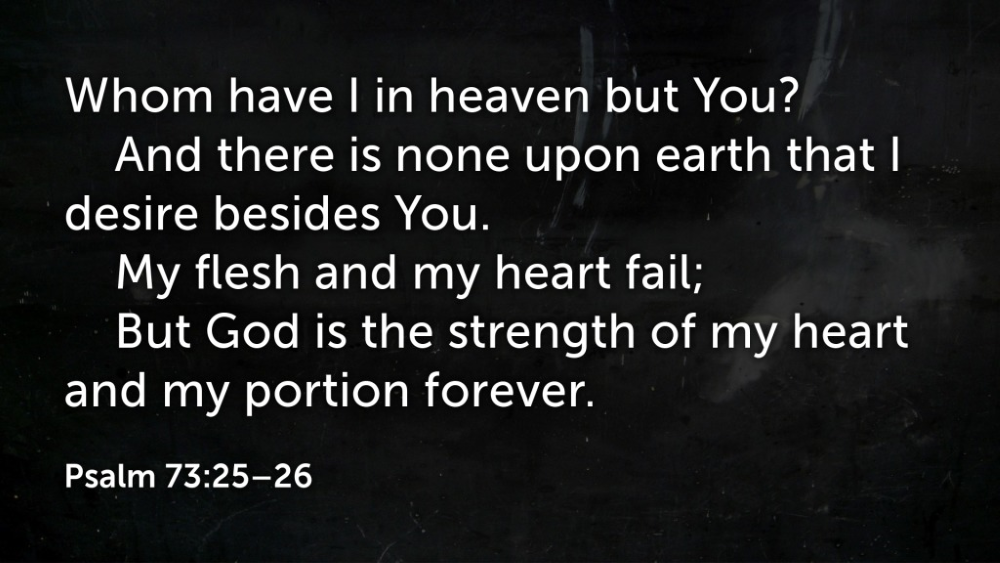 Whom have I in heaven but You?
And there is none upon earth that I
desire besides You.
My flesh and my heart fail;
But God is the strength of my heart
and my portion forever.
Psalm 73:25–26